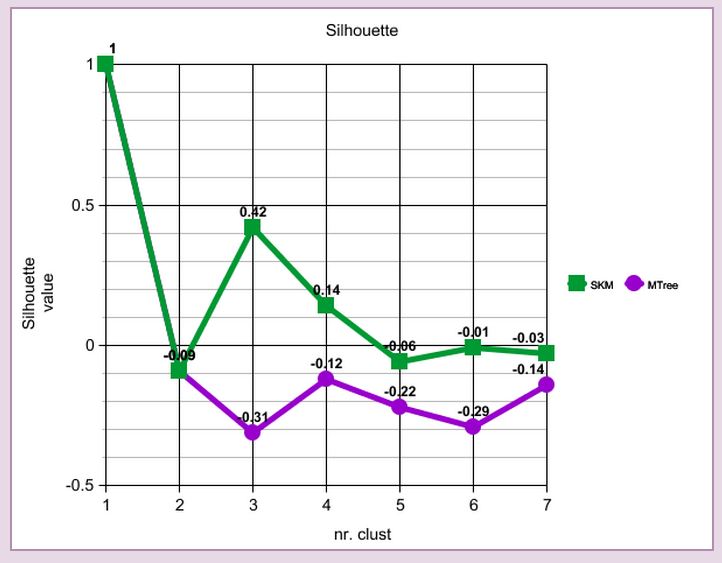 Silhouette
1
1
0.5
0.42
0.14
0
-0.09
-0.06
-0.01
-0.03
-0.31
-0.12
-0.22
-0.29
-0.14
-0.5
1 2 3 4 5 6 7
nr. clust
Silhouette
value
SKM MTree